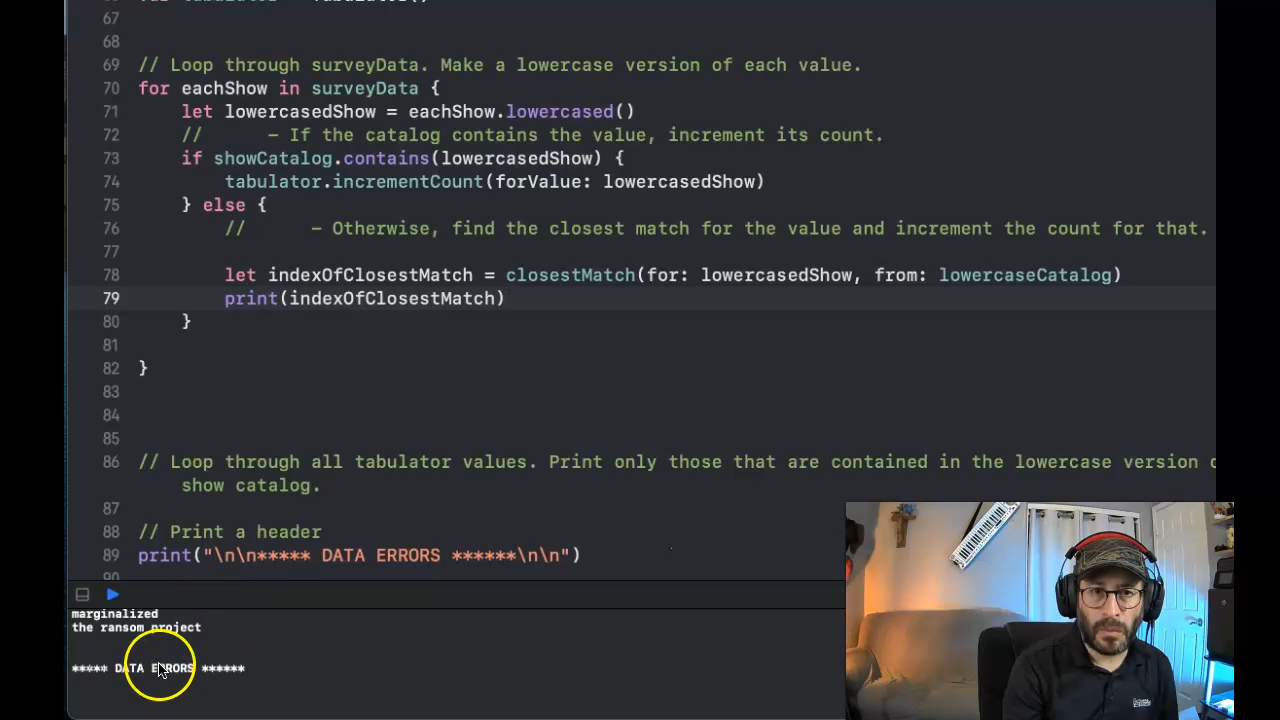 67
68
69 // Loop through surveyData. Make a lowercase version of each value.
70 for eachShow in surveyData {
71 let lowercasedShow = eachShow.lowercased()
72 // - If the catalog contains the value, increment its count.
73 if showCatalog.contains(lowercasedShow) {
74 tabulator.incrementCount(forValue: lowercasedShow)
75 } else {
76 // - Otherwise, find the closest match for the value and increment the count for that.
77
78 let indexOfClosestMatch = closestMatch(for: lowercasedShow, from: lowercaseCatalog)
79 print(indexOfClosestMatch)
80 }
81
82 }
83
84
85
86 // Loop through all tabulator values. Print only those that are contained in the lowercase version
show catalog.
87
88 // Print a header
89 print("\n\n***** DATA ERRORS ******\n\n")
90
marginalized
the ransom project
***** DATA ERRORS ******